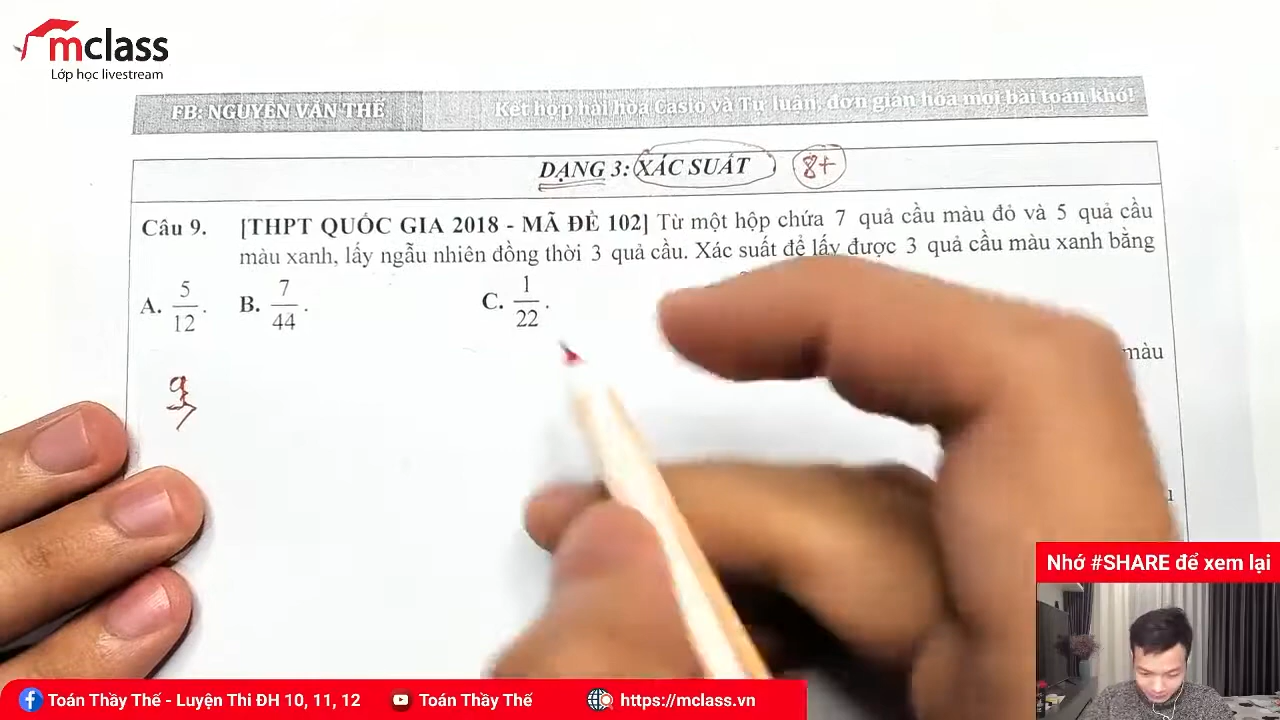 mclass
Lớp học livestream
FB: NGUYỄN VĂN THẾ Kết hợp hài hòa Casio và Tự luận, đơn giản hóa mọi bài toán khó!
DẠNG 3: XÁC SUẤT 8+
Câu 9. [THPT QUỐC GIA 2018 - MÃ ĐỀ 102] Từ một hộp chứa 7 quả cầu màu đỏ và 5 quả cầu
màu xanh, lấy ngẫu nhiên đồng thời 3 quả cầu. Xác suất để lấy được 3 quả cầu màu xanh bằng
A. 5/12. B. 7/44. C. 1/22.
màu
9
Nhớ #SHARE để xem lại
Toán Thầy Thế - Luyện Thi ĐH 10, 11, 12 Toán Thầy Thế https://mclass.vn